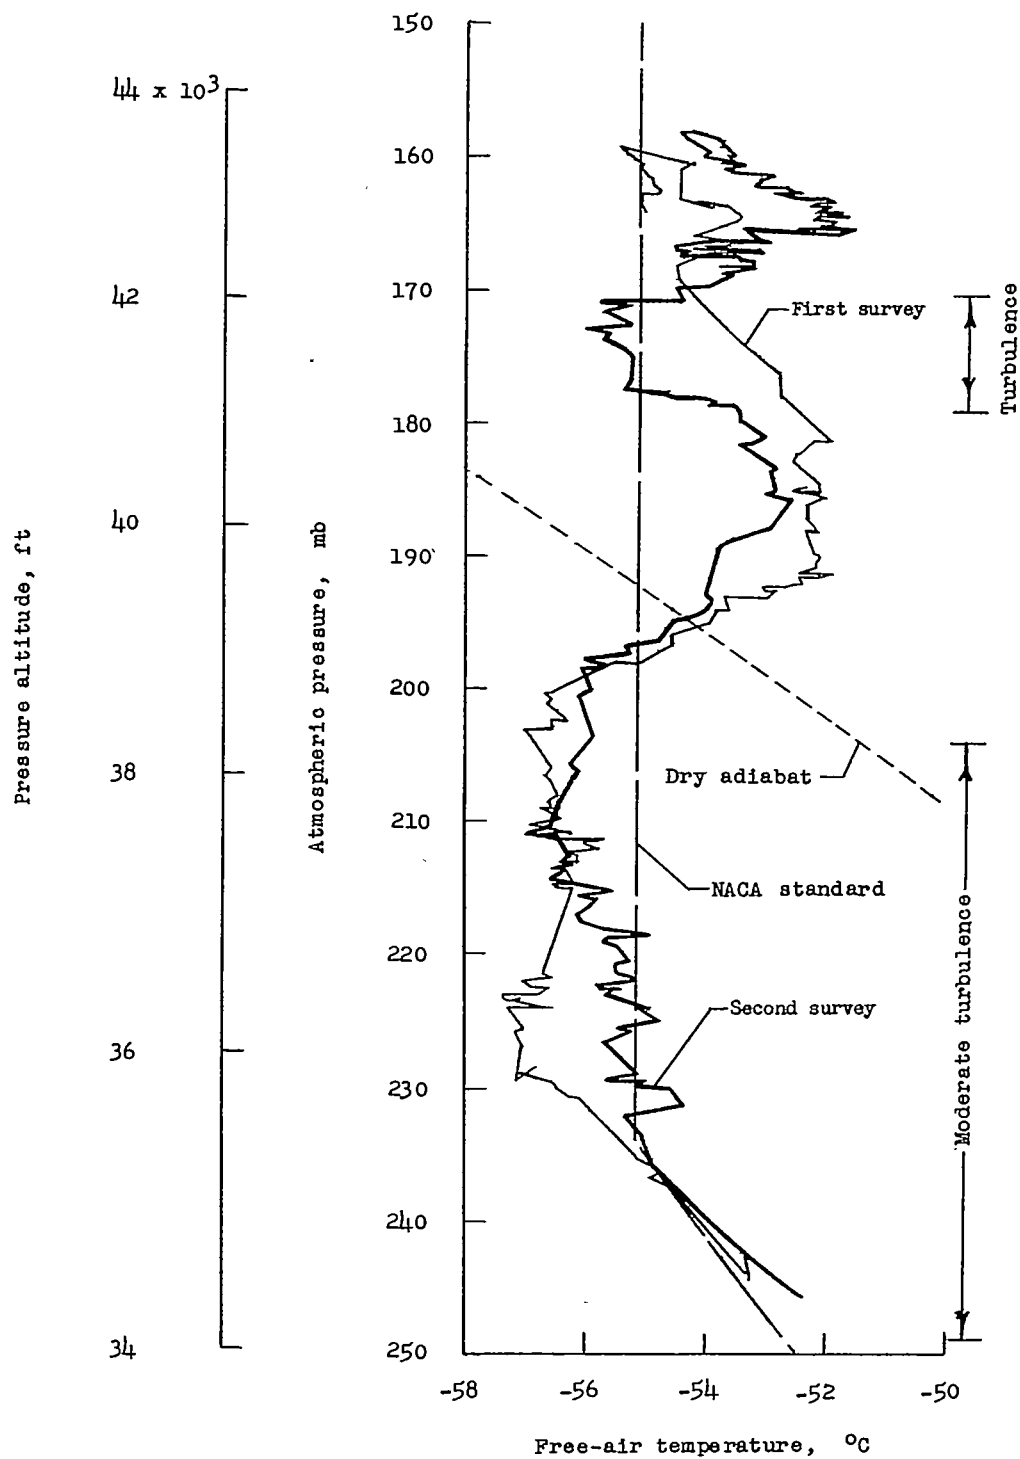 150
44 x 10³
160
42
170
First survey
Turbulence
180
40
190
Pressure altitude, ft
Atmospheric pressure, mb
200
38
Dry adiabat
210
NACA standard
220
Second survey
Moderate turbulence
36
230
240
34
250
-58 -56 -54 -52 -50
Free-air temperature, °C